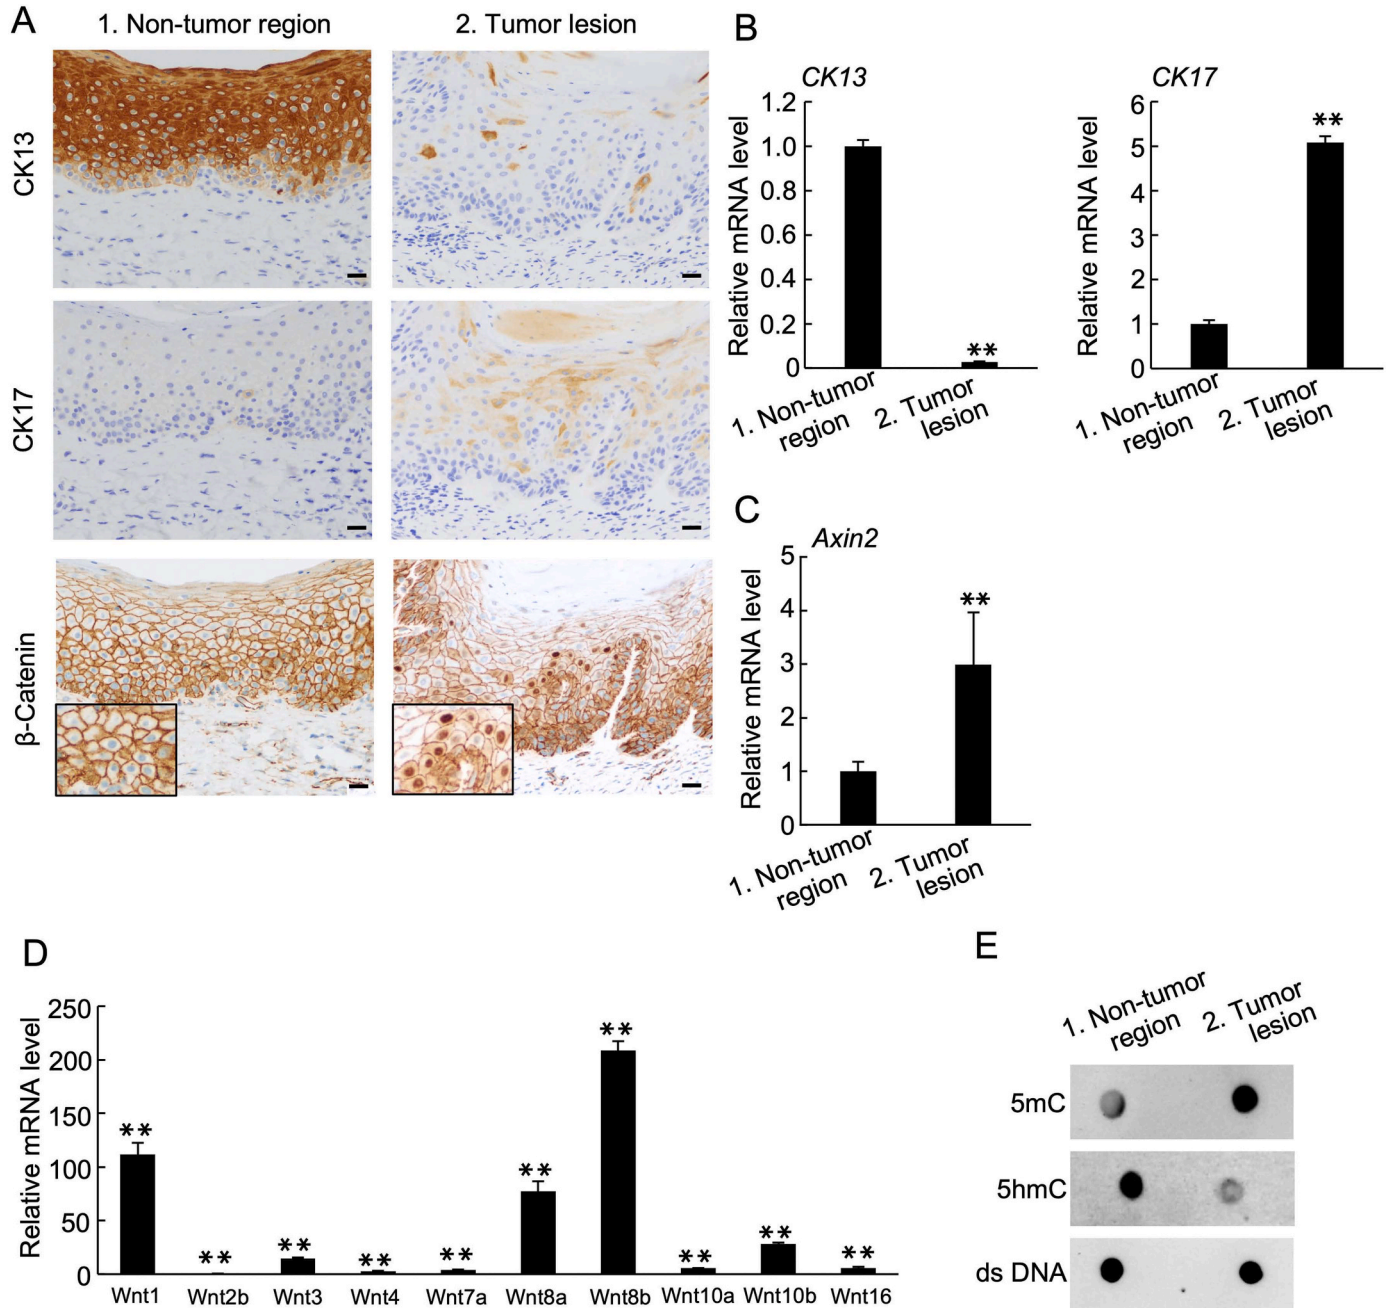 A
1. Non-tumor region
2. Tumor lesion
CK13
CK17
β-Catenin
B
CK13
Relative mRNA level
1.2
1.0
0.8
0.6
0.4
0.2
0
**
1. Non-tumor
region
2. Tumor
lesion
CK17
Relative mRNA level
6
5
4
3
2
1
0
**
1. Non-tumor
region
2. Tumor
lesion
C
Axin2
Relative mRNA level
5
4
3
2
1
0
**
1. Non-tumor
region
2. Tumor
lesion
D
Relative mRNA level
250
200
150
100
50
0
** ** ** ** ** ** ** ** ** **
Wnt1 Wnt2b Wnt3 Wnt4 Wnt7a Wnt8a Wnt8b Wnt10a Wnt10b Wnt16
E
1. Non-tumor
region
2. Tumor
lesion
5mC
5hmC
ds DNA